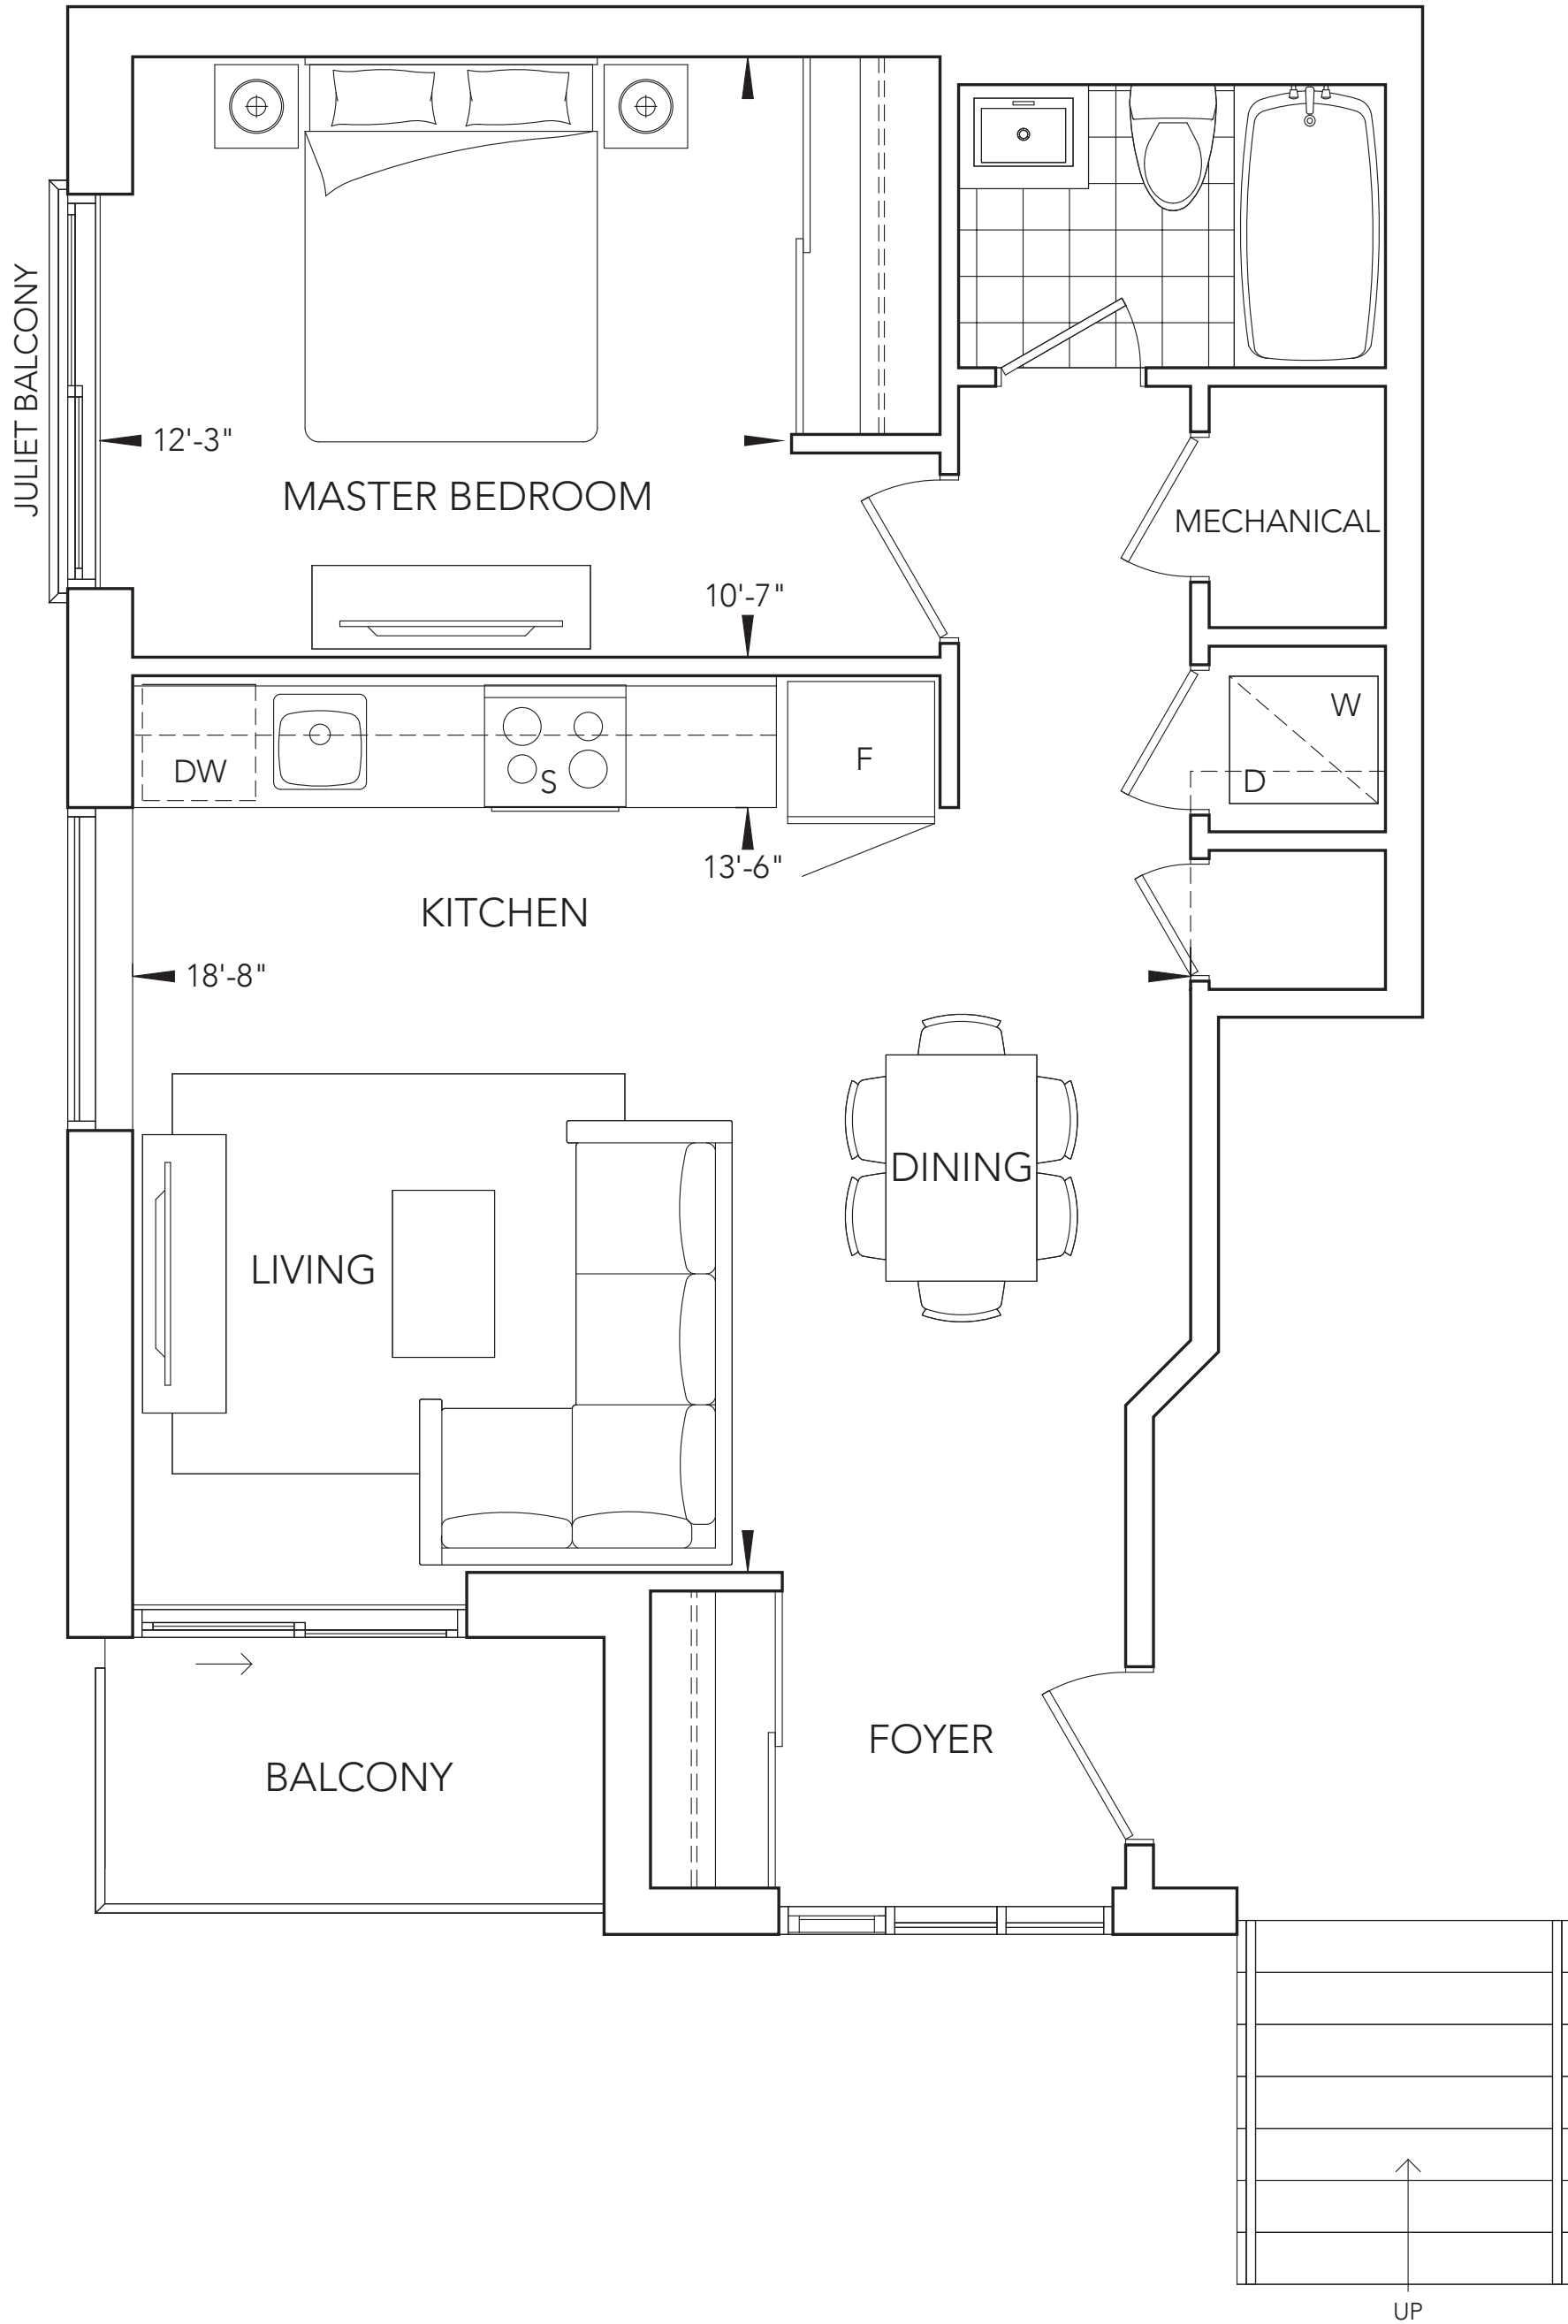 JULIET BALCONY
12'-3"
MASTER BEDROOM
MECHANICAL
10'-7"
W
DW
S
F
D
13'-6"
KITCHEN
18'-8"
DINING
LIVING
FOYER
BALCONY
UP